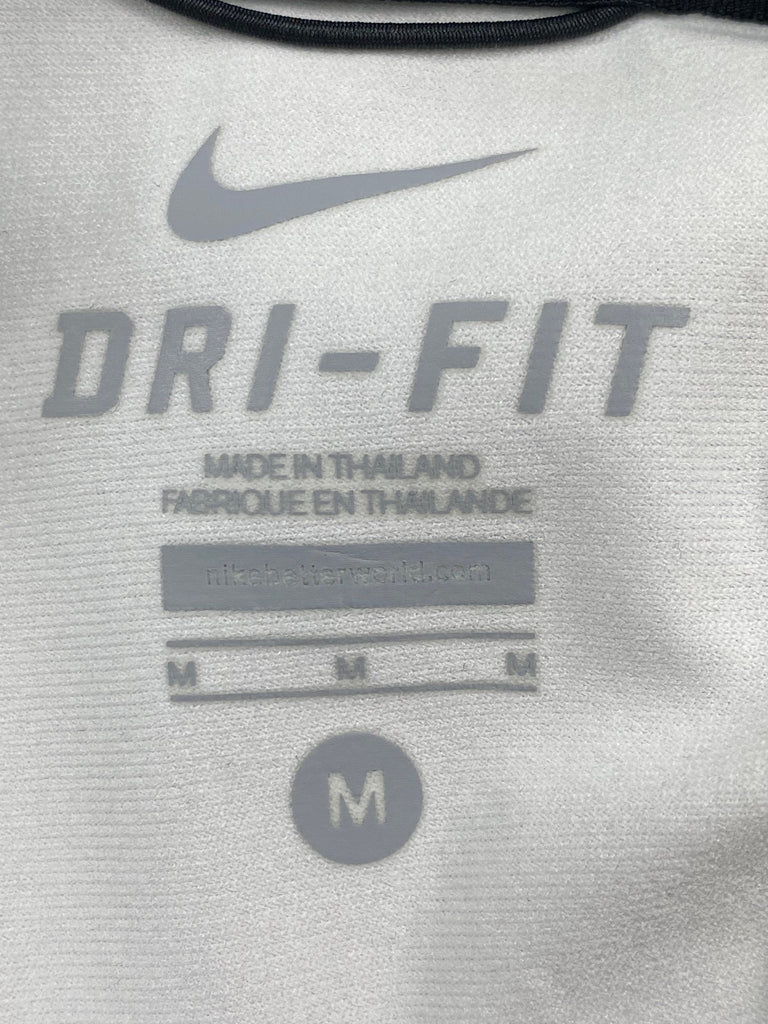 DRI-FIT
MADE IN THAILAND
FABRIQUE EN THAILANDE
nikebetterworld.com
M M M
M